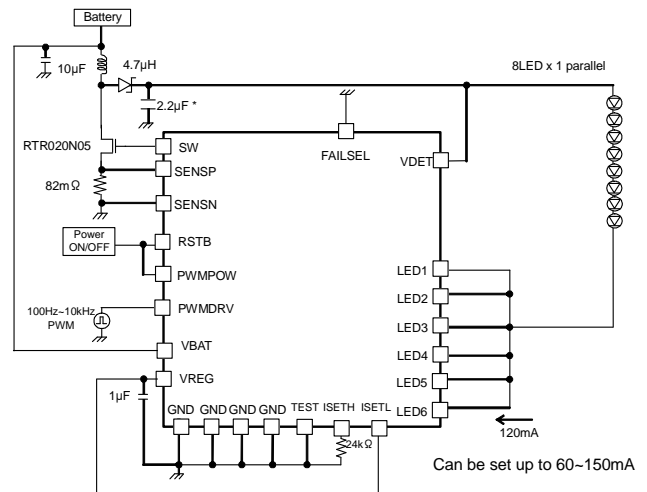 Battery
10µF
4.7µH
2.2µF *
8LED x 1 parallel
RTR020N05
SW
FAILSEL
VDET
SENSP
82mΩ
SENSN
Power
ON/OFF
RSTB
PWMPOW
LED1
LED2
100Hz~10kHz
PWM
PWMDRV
LED3
VBAT
LED4
VREG
LED5
1µF
GND GND GND GND TEST ISETH ISETL
LED6
24kΩ
120mA
Can be set up to 60~150mA